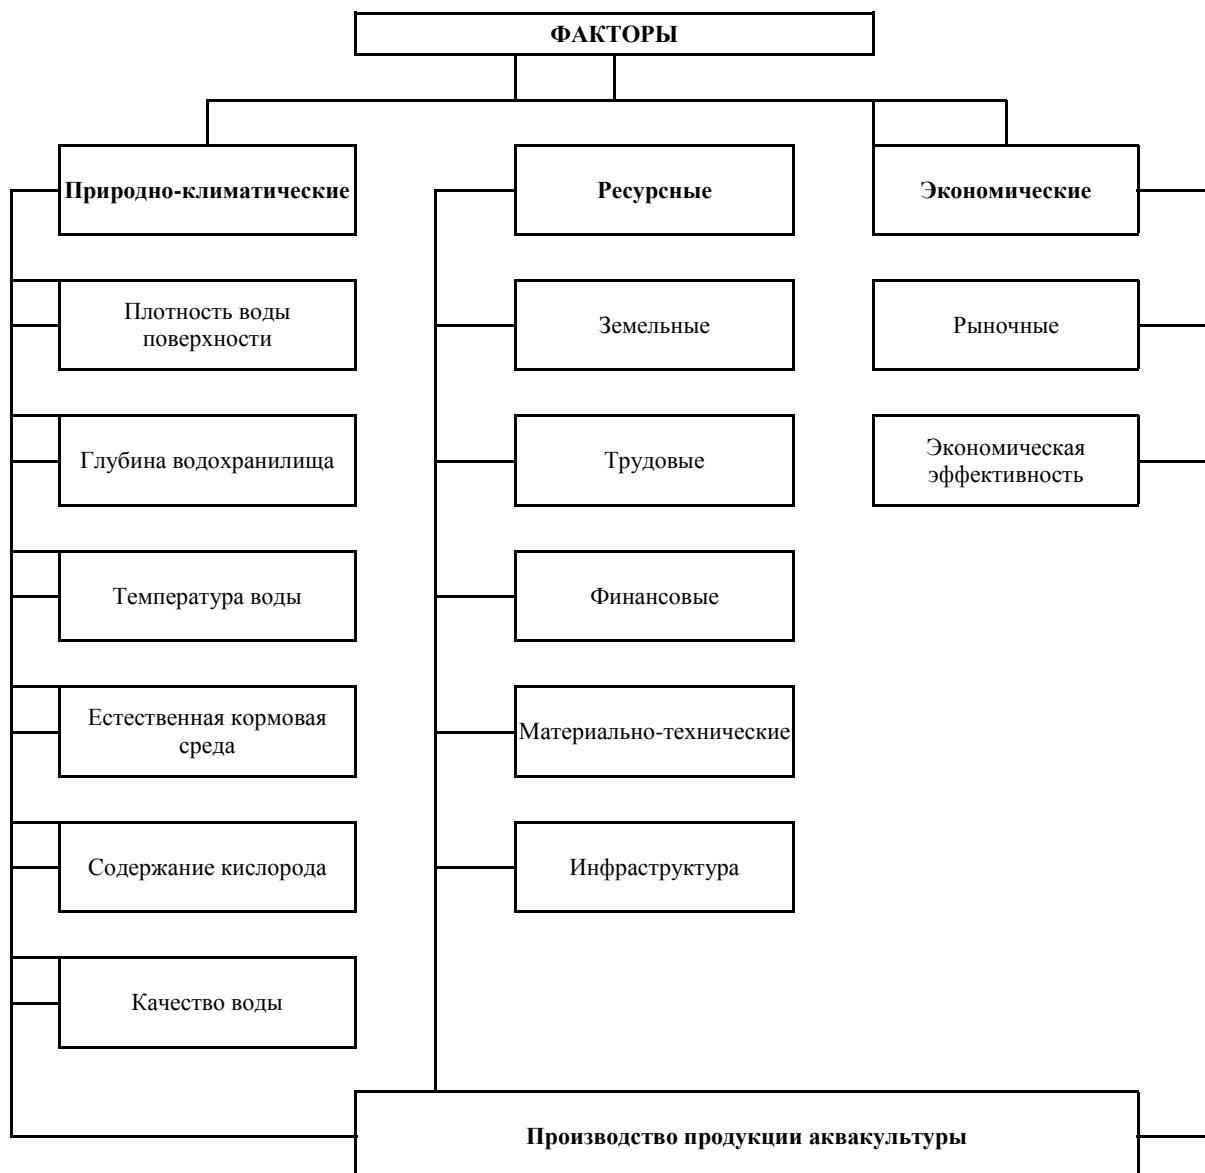 ФАКТОРЫ
Природно-климатические
Ресурсные
Экономические
Плотность воды
поверхности
Земельные
Рыночные
Глубина водохранилища
Трудовые
Экономическая
эффективность
Температура воды
Финансовые
Естественная кормовая
среда
Материально-технические
Содержание кислорода
Инфраструктура
Качество воды
Производство продукции аквакультуры